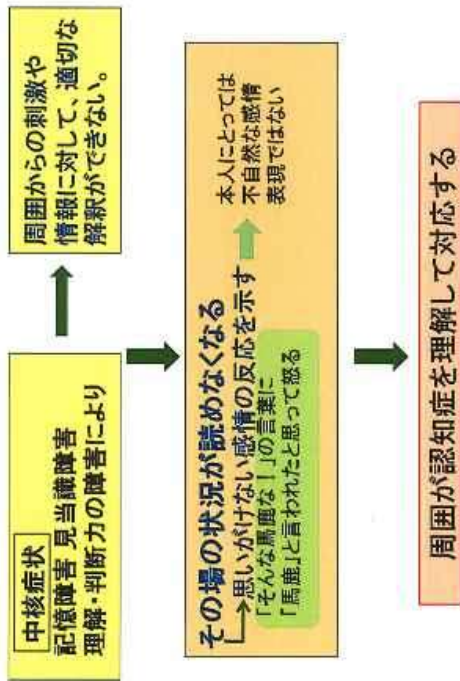 中核症状
記憶障害 見当識障害
理解・判断力の障害により
周囲からの刺激や
情報に対して、適切な
解釈ができない。
その場の状況が読めなくなる
思いがけない感情の反応を示す
「そんな馬鹿な!」の言葉に
「馬鹿」と言われたと思って怒る
本人にとっては
不自然な感情
表現ではない
周囲が認知症を理解して対応する